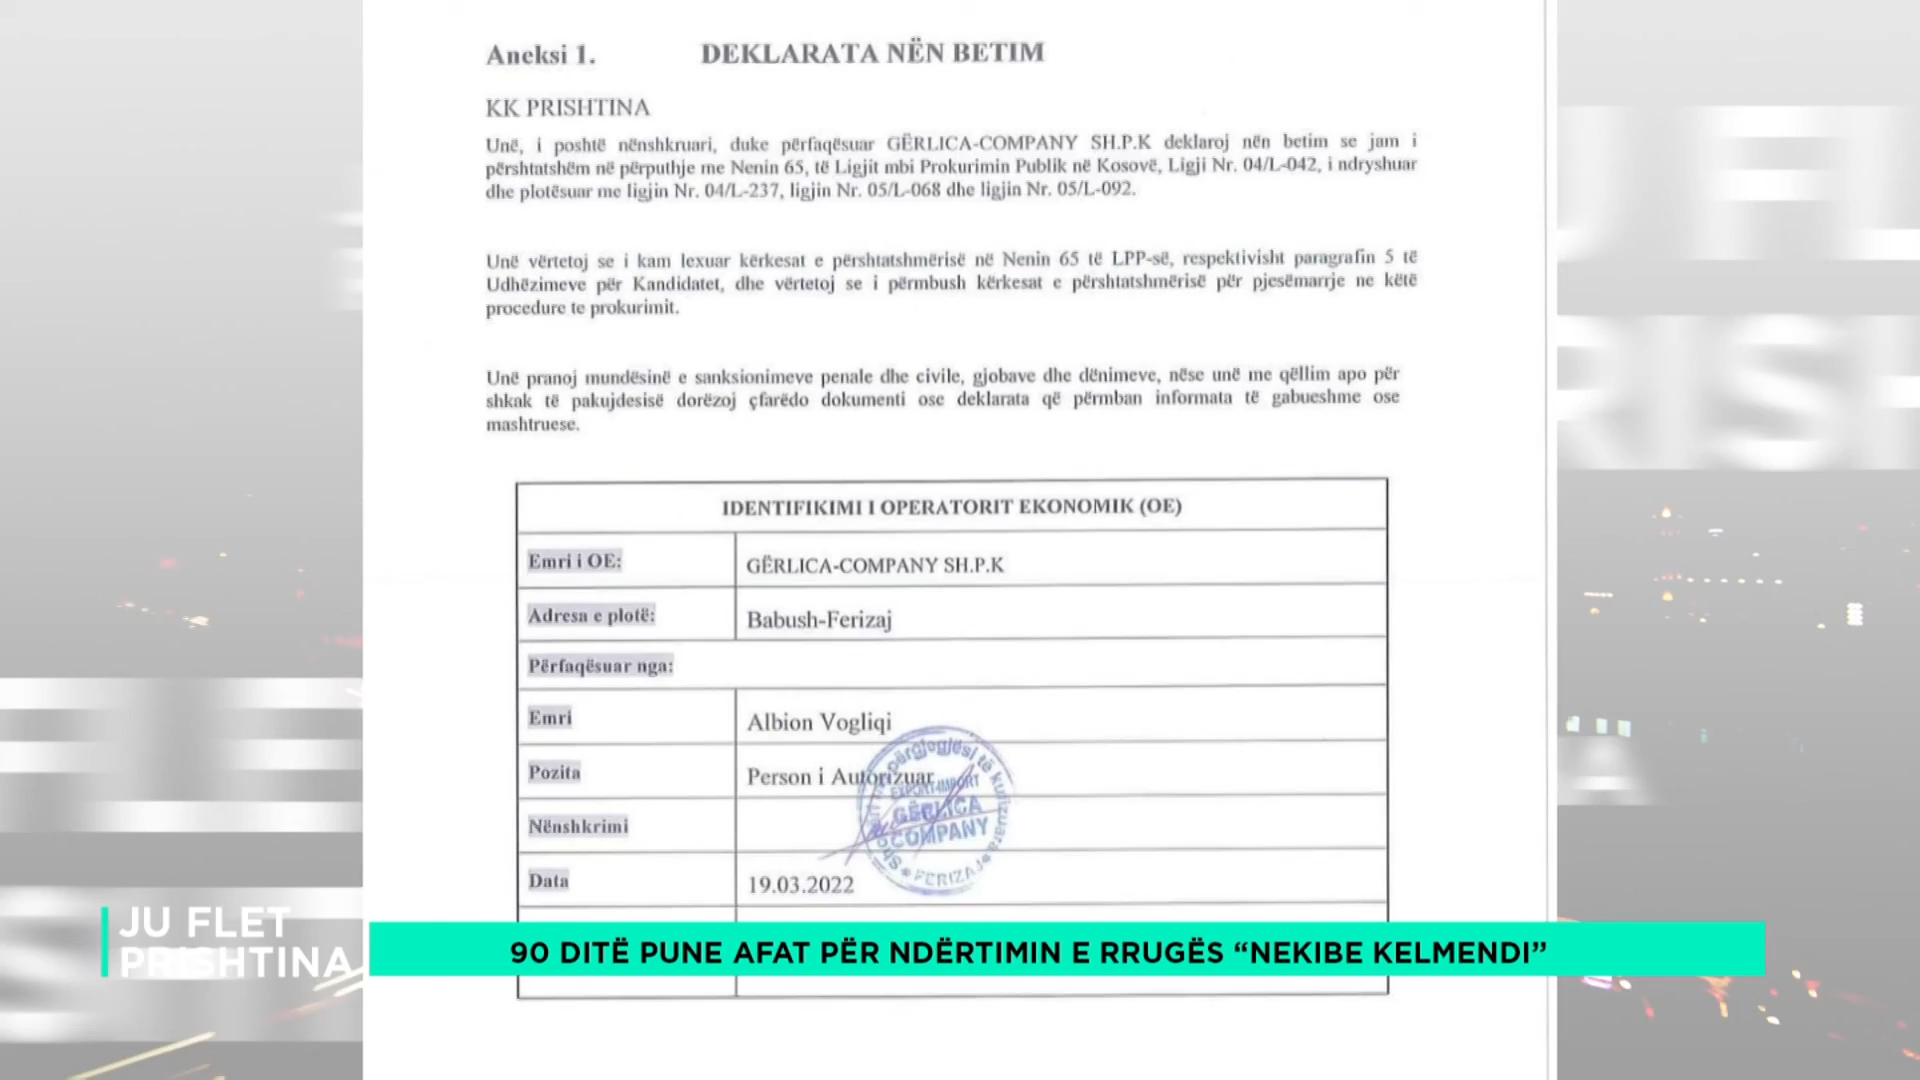 Aneksi 1. DEKLARATA NËN BETIM
KK PRISHTINA
Unë, i poshtë nënshkruari, duke përfaqësuar GËRLICA-COMPANY SH.P.K deklaroj nën betim se jam i
përshtatshëm në përputhje me Nenin 65, të Ligjit mbi Prokurimin Publik në Kosovë, Ligji Nr. 04/L-042, i ndryshuar
dhe plotësuar me ligjin Nr. 04/L-237, ligjin Nr. 05/L-068 dhe ligjin Nr. 05/L-092.
Unë vërtetoj se i kam lexuar kërkesat e përshtatshmërisë në Nenin 65 të LPP-së, respektivisht paragrafin 5 të
Udhëzimeve për Kandidatet, dhe vërtetoj se i përmbush kërkesat e përshtatshmërisë për pjesëmarrje ne këtë
procedure te prokurimit.
Unë pranoj mundësinë e sanksionimeve penale dhe civile, gjobave dhe dënimeve, nëse unë me qëllim apo për
shkak të pakujdesisë dorëzoj çfarëdo dokumenti ose deklarata që përmban informata të gabueshme ose
mashtruese.
IDENTIFIKIMI I OPERATORIT EKONOMIK (OE)
Emri i OE: GËRLICA-COMPANY SH.P.K
Adresa e plotë: Babush-Ferizaj
Përfaqësuar nga:
Emri Albion Vogliqi
Pozita Person i Autorizuar
Nënshkrimi
përgjegjësi të kufizuara
EXPORT-IMPORT
GËRLICA
COMPANY
FERIZAJ
Data 19.03.2022
JU FLET
PRISHTINA
90 DITË PUNE AFAT PËR NDËRTIMIN E RRUGËS “NEKIBE KELMENDI”